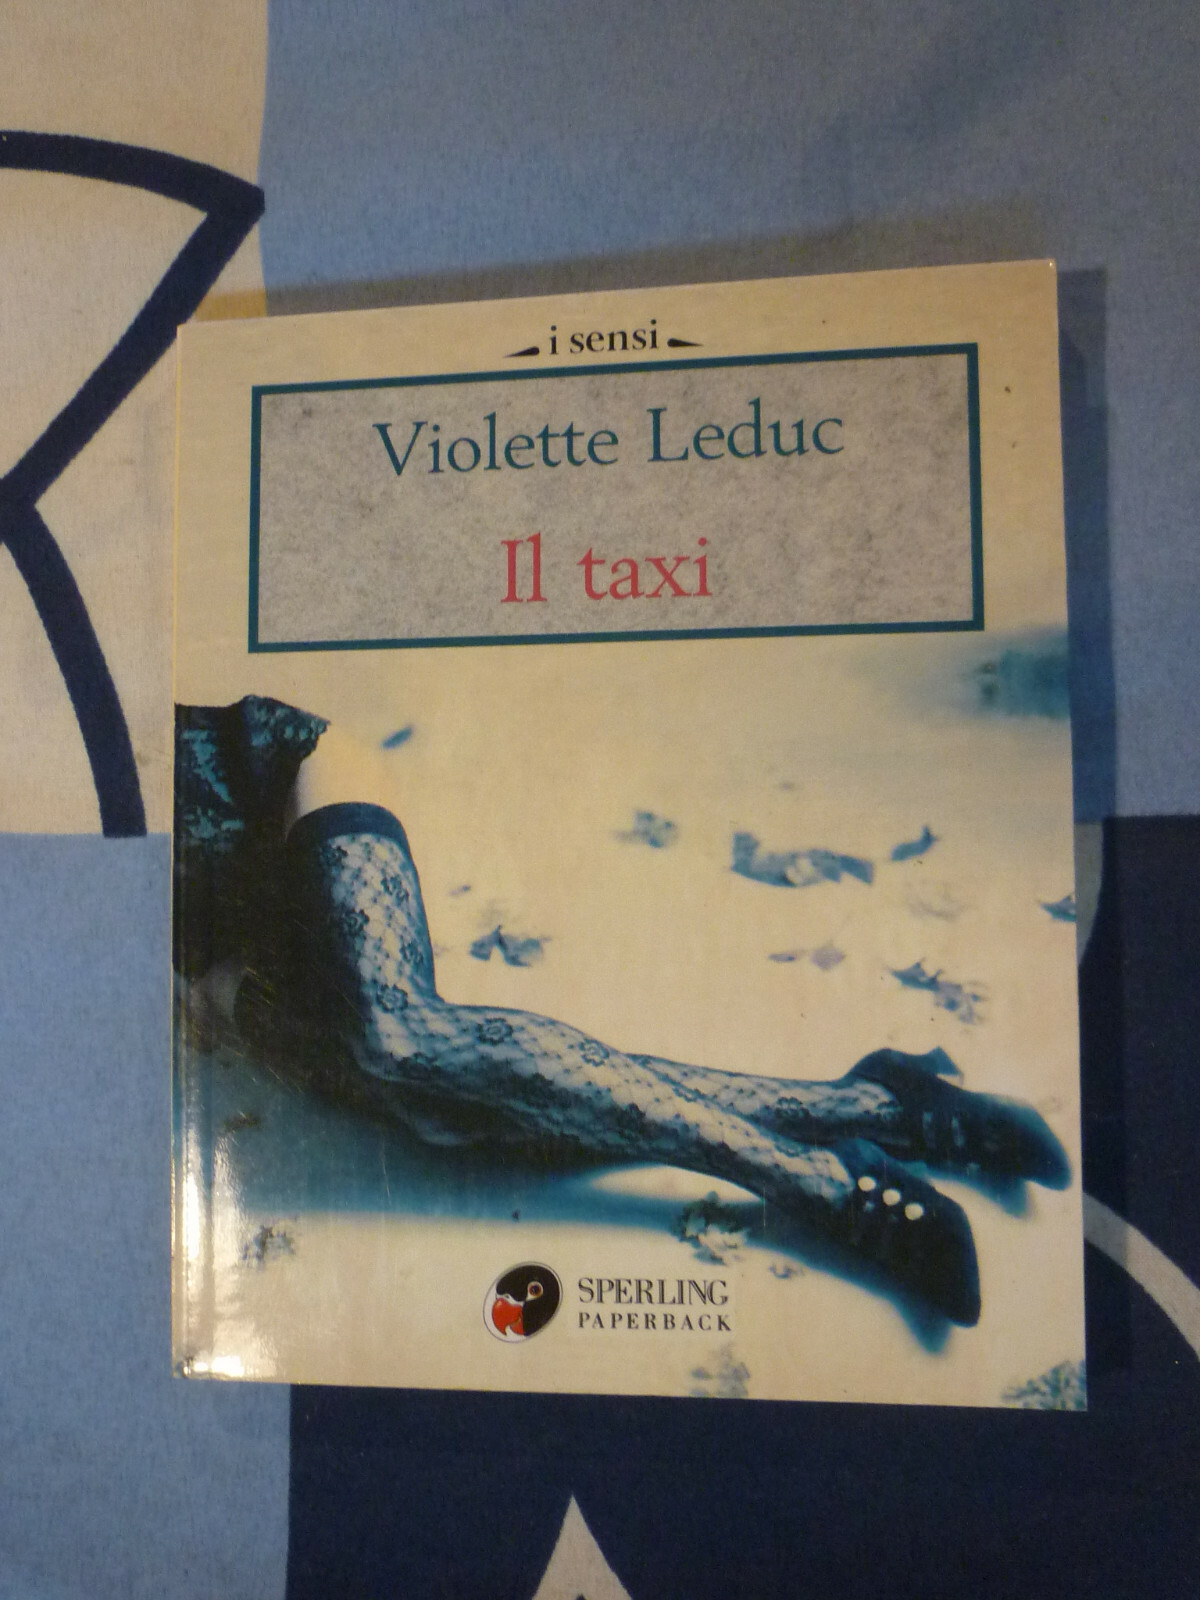 i sensi
Violette Leduc
Il taxi
SPERLING
PAPERBACK